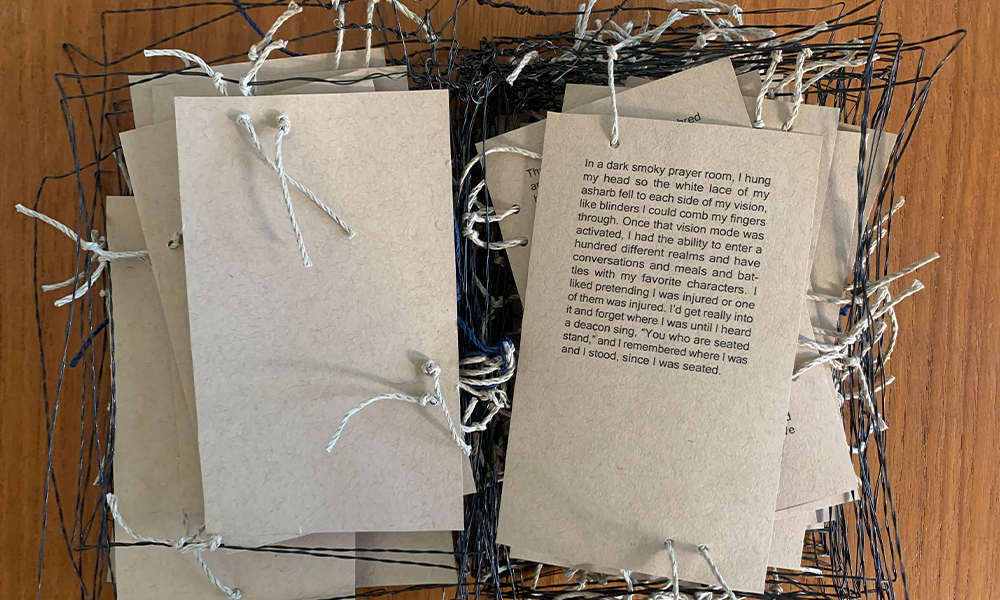 bred
Th
In a dark smoky prayer room, I hung
my head so the white lace of my
asharb fell to each side of my vision,
like blinders I could comb my fingers
through. Once that vision mode was
activated, I had the ability to enter a
hundred different realms and have
conversations and meals and bat-
tles with my favorite characters. I
liked pretending I was injured or one
of them was injured. I'd get really into
it and forget where I was until I heard
a deacon sing, “You who are seated
stand,” and I remembered where I was
and I stood, since I was seated.